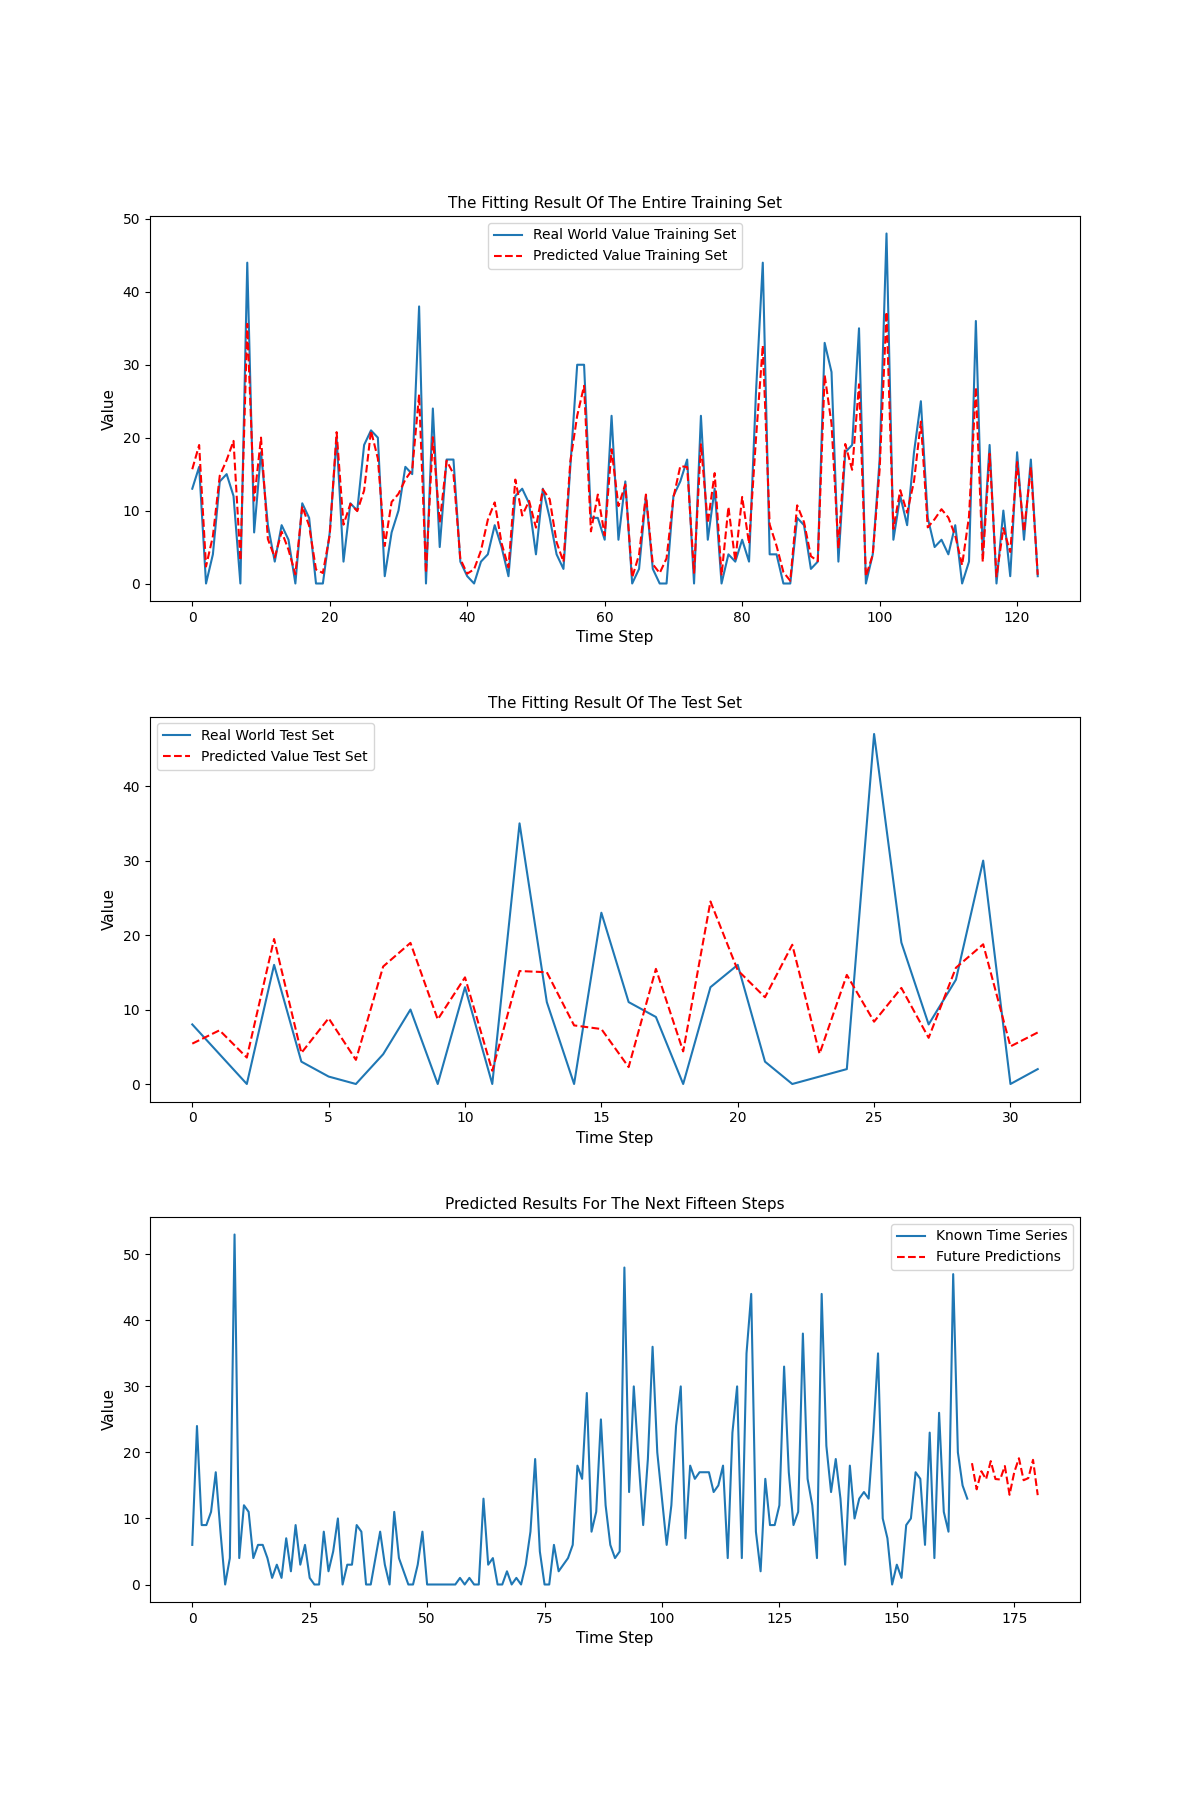 The Fitting Result Of The Entire Training Set
50
40
30
20
10
0
Value
Real World Value Training Set
Predicted Value Training Set
0 20 40 60 80 100 120
Time Step
The Fitting Result Of The Test Set
40
30
20
10
0
Value
Real World Test Set
Predicted Value Test Set
0 5 10 15 20 25 30
Time Step
Predicted Results For The Next Fifteen Steps
50
40
30
20
10
0
Value
Known Time Series
Future Predictions
0 25 50 75 100 125 150 175
Time Step